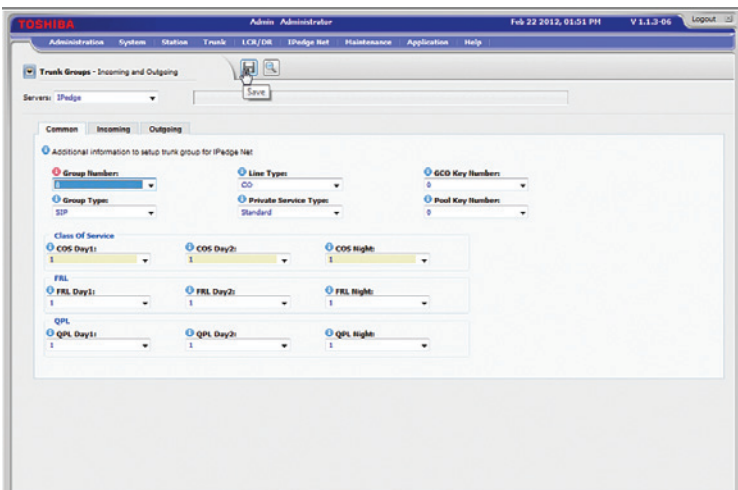 TOSHIBA Admin Administrator Feb 22 2012, 01:51 PM V 1.1.3-06 Logout
Administration System Station Trunk LCR/DR IPedge Net Maintenance Application Help
Trunk Groups - Incoming and Outgoing
Save
Servers: IPedge
Common Incoming Outgoing
Additional information to setup trunk group for IPedge Net
Group Number: Line Type: GCO Key Number:
CO 0
Group Type: Private Service Type: Pool Key Number:
SIP Standard 0
Class Of Service
COS Day1: COS Day2: COS Night:
1 1 1
FRL
FRL Day1: FRL Day2: FRL Night:
1 1 1
QPL
QPL Day1: QPL Day2: QPL Night:
1 1 1